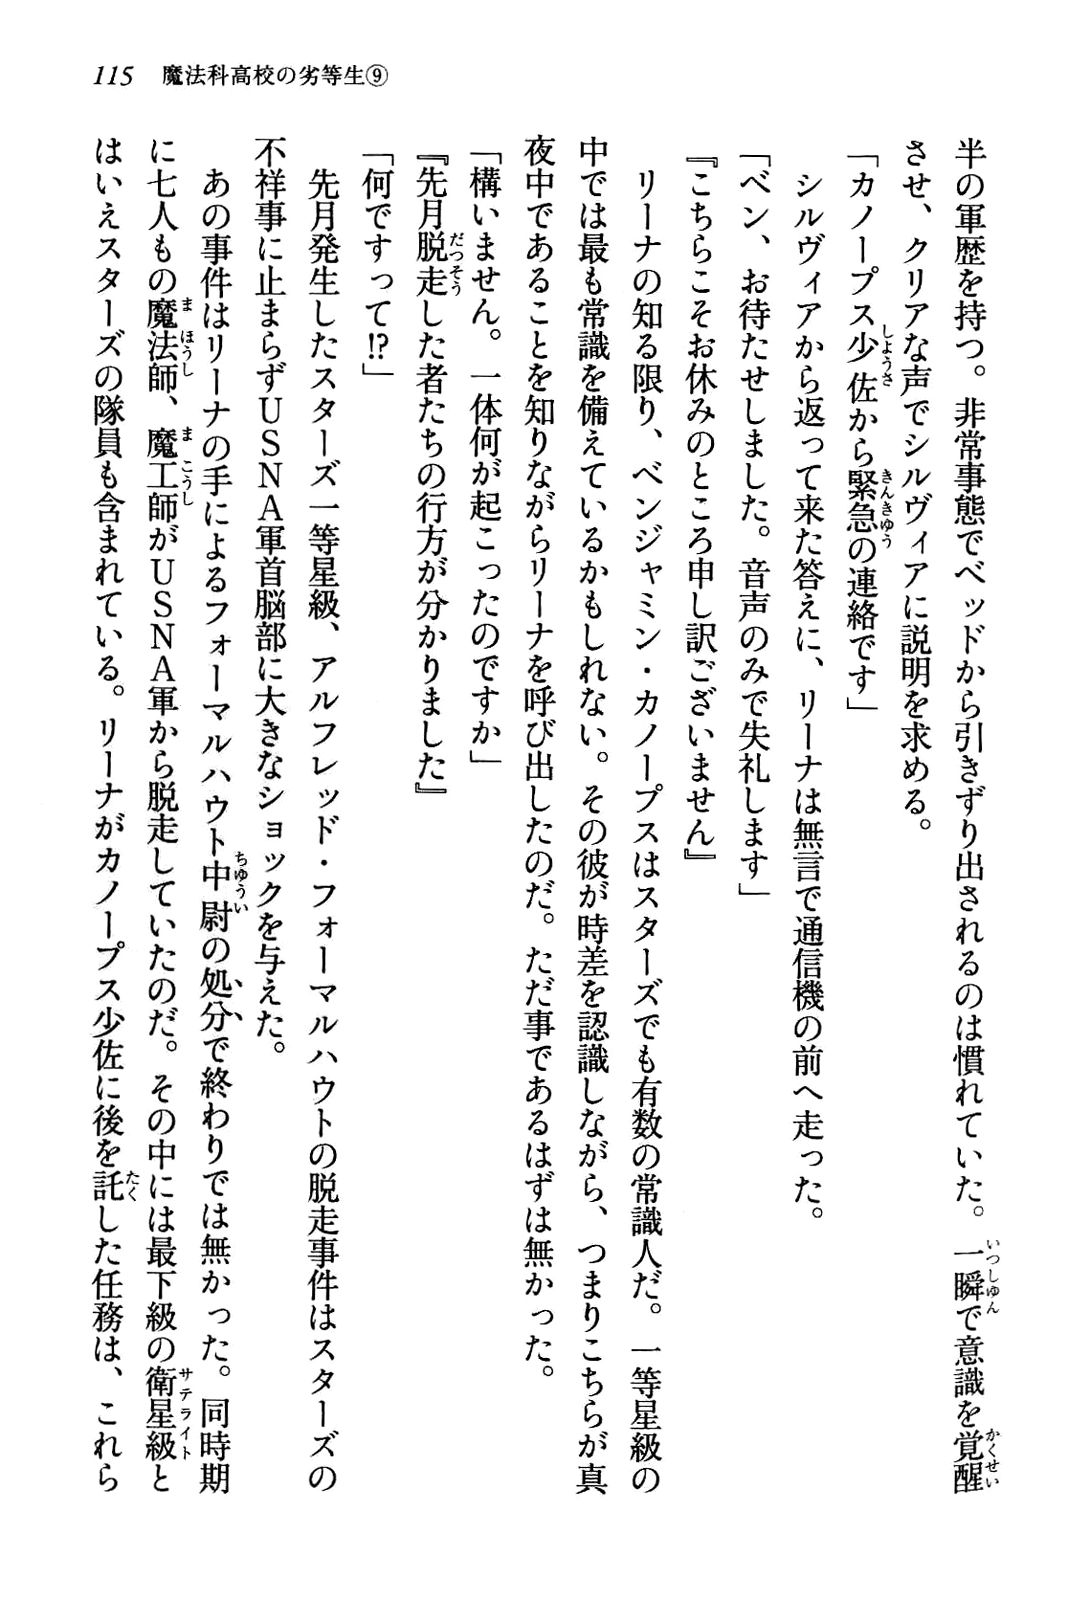 115　魔法科高校の劣等生⑨
半の軍歴を持つ。非常事態でベッドから引きずり出されるのは慣れていた。一瞬で意識を覚醒
させ、クリアな声でシルヴィアに説明を求める。
「カノープス少佐から緊急の連絡です」
シルヴィアから返って来た答えに、リーナは無言で通信機の前へ走った。
「ベン、お待たせしました。音声のみで失礼します」
『こちらこそお休みのところ申し訳ございません』
リーナの知る限り、ベンジャミン・カノープスはスターズでも有数の常識人だ。一等星級の
中では最も常識を備えているかもしれない。その彼が時差を認識しながら、つまりこちらが真
夜中であることを知りながらリーナを呼び出したのだ。ただ事であるはずは無かった。
「構いません。一体何が起こったのですか」
『先月脱走した者たちの行方が分かりました』
「何ですって!?」
先月発生したスターズ一等星級、アルフレッド・フォーマルハウトの脱走事件はスターズの
不祥事に止まらずＵＳＮＡ軍首脳部に大きなショックを与えた。
あの事件はリーナの手によるフォーマルハウト中尉の処分で終わりでは無かった。同時期
に七人もの魔法師、魔工師がＵＳＮＡ軍から脱走していたのだ。その中には最下級の衛星級と
はいえスターズの隊員も含まれている。リーナがカノープス少佐に後を託した任務は、これら